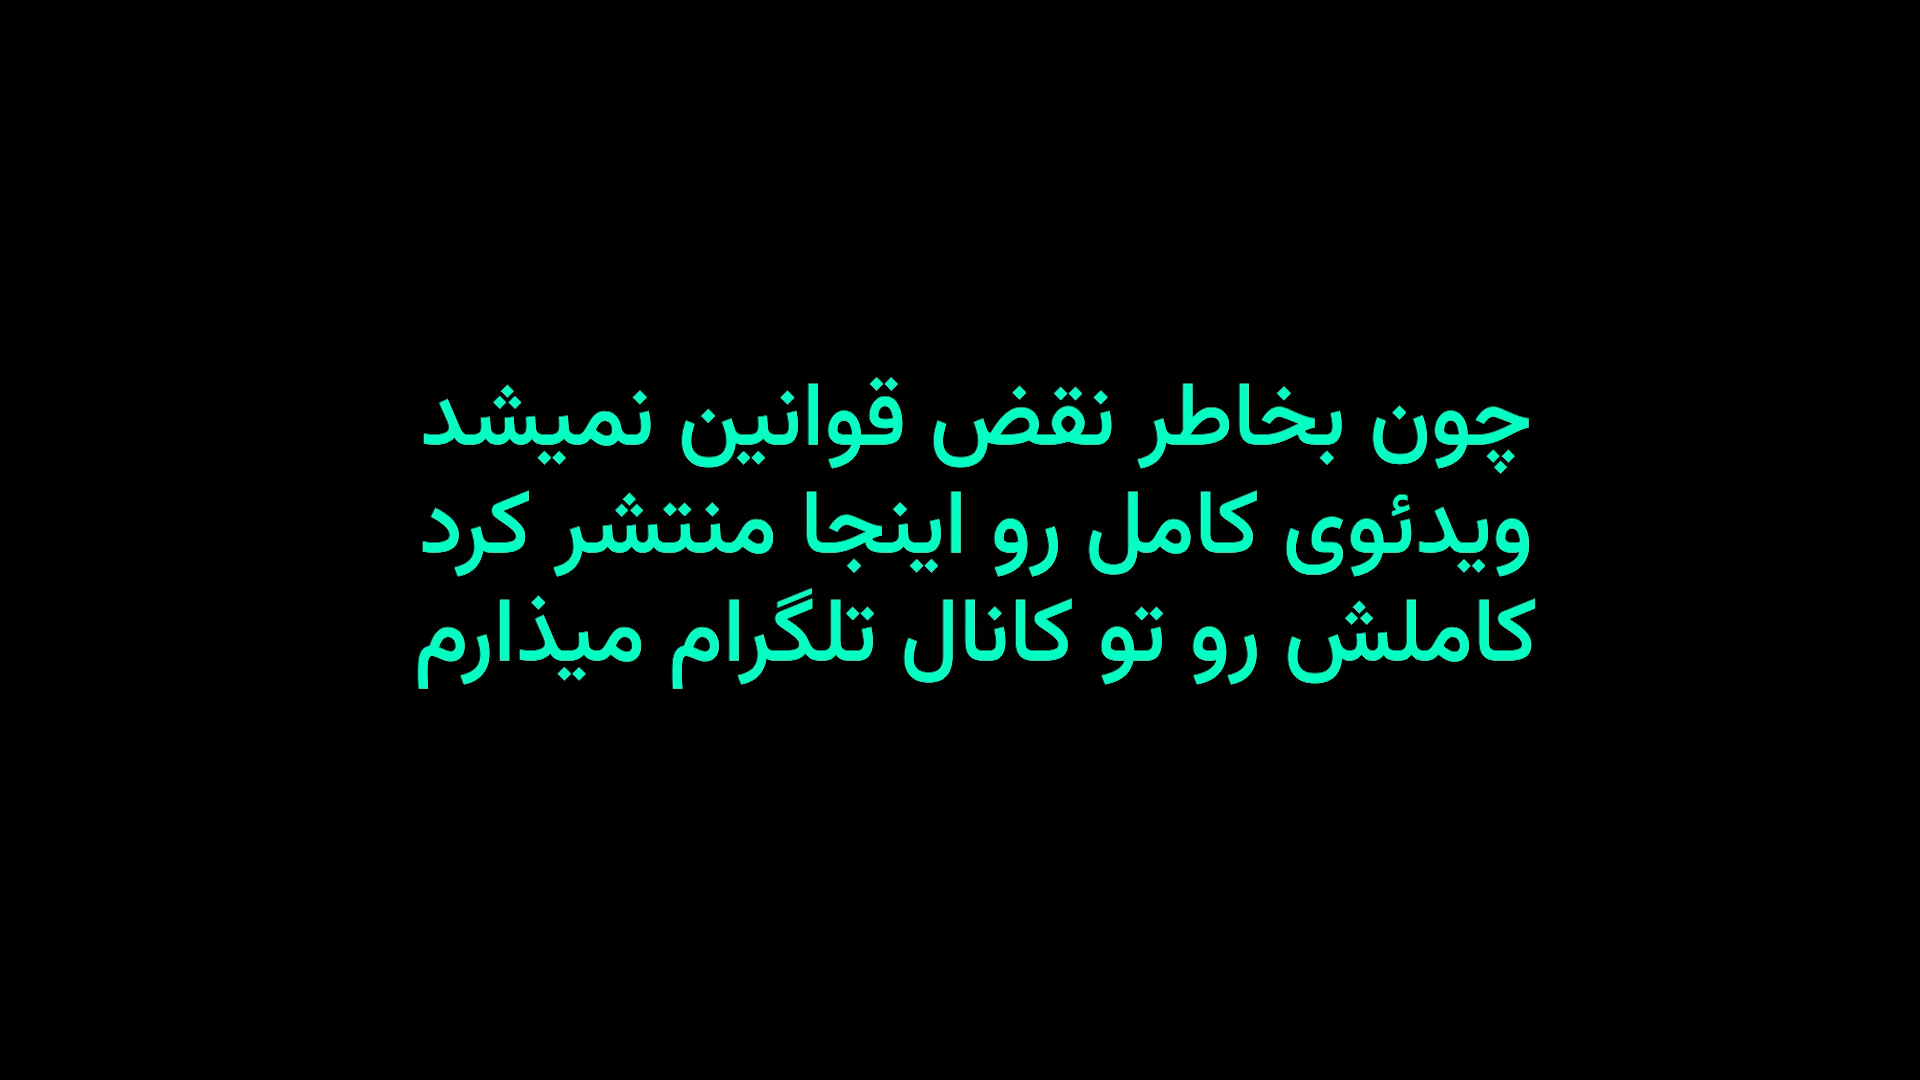 چون بخاطر نقض قوانین نمیشد
ویدئوی کامل رو اینجا منتشر کرد
کاملش رو تو کانال تلگرام میذارم